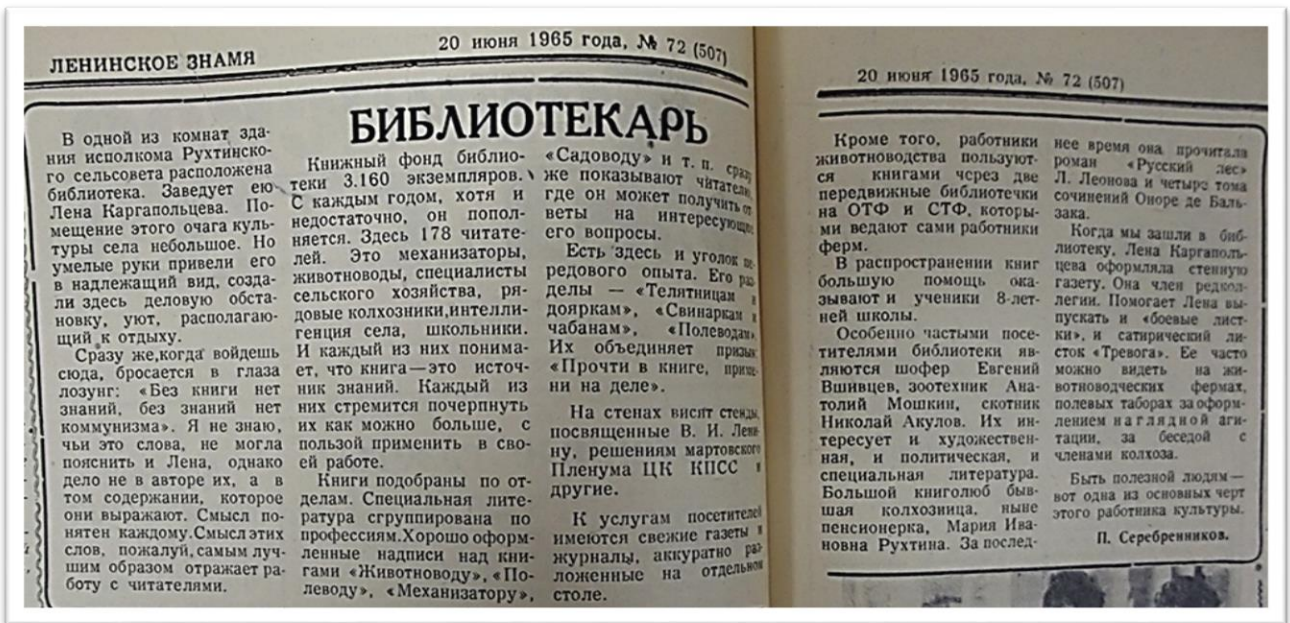 ЛЕНИНСКОЕ ЗНАМЯ
20 июня 1965 года, № 72 (507)
БИБЛИОТЕКАРЬ
В одной из комнат зда-
ния исполкома Рухтинско-
го сельсовета расположена
библиотека. Заведует ею
Лена Каргапольцева. По-
мещение этого очага куль-
туры села небольшое. Но
умелые руки привели его
в надлежащий вид, созда-
ли здесь деловую обста-
новку, уют, располагаю-
щий к отдыху.
Сразу же,когда войдешь
сюда, бросается в глаза
лозунг: «Без книги нет
знаний, без знаний нет
коммунизма». Я не знаю,
чьи это слова, не могла
пояснить и Лена, однако
дело не в авторе их, а в
том содержании, которое
они выражают. Смысл по-
нятен каждому.Смысл этих
слов, пожалуй, самым луч-
шим образом отражает ра-
боту с читателями.
Книжный фонд библио-
теки 3.160 экземпляров.
С каждым годом, хотя и
недостаточно, он попол-
няется. Здесь 178 читате-
лей. Это механизаторы,
животноводы, специалисты
сельского хозяйства, ря-
довые колхозники,интелли-
генция села, школьники.
И каждый из них понима-
ет, что книга—это источ-
ник знаний. Каждый из
них стремится почерпнуть
их как можно больше, с
пользой применить в сво-
ей работе.
Книги подобраны по от-
делам. Специальная лите-
ратура сгруппирована по
профессиям.Хорошо оформ-
ленные надписи над кни-
гами «Животноводу», «По-
леводу», «Механизатору»,
«Садоводу» и т. п. сразу
же показывают читателю,
где он может получить от-
веты на интересующие
его вопросы.
Есть здесь и уголок пе-
редового опыта. Его раз-
делы — «Телятницам и
дояркам», «Свинаркам и
чабанам», «Полеводам».
Их объединяет призыв:
«Прочти в книге, приме-
ни на деле».
На стенах висят стенды,
посвященные В. И. Лени-
ну, решениям мартовского
Пленума ЦК КПСС и
другие.
К услугам посетителей
имеются свежие газеты и
журналы, аккуратно раз-
ложенные на отдельном
столе.
20 июня 1965 года, № 72 (507)
Кроме того, работники
животноводства пользуют-
ся книгами через две
передвижные библиотечки
на ОТФ и СТФ, которы-
ми ведают сами работники
ферм.
В распространении книг
большую помощь ока-
зывают и ученики 8-лет-
ней школы.
Особенно частыми посе-
тителями библиотеки яв-
ляются шофер Евгений
Вшивцев, зоотехник Ана-
толий Мошкин, скотник
Николай Акулов. Их ин-
тересует и художествен-
ная, и политическая, и
специальная литература.
Большой книголюб быв-
шая колхозница, ныне
пенсионерка, Мария Ива-
новна Рухтина. За послед-
нее время она прочитала
роман «Русский лес»
Л. Леонова и четыре тома
сочинений Оноре де Баль-
зака.
Когда мы зашли в биб-
лиотеку, Лена Каргаполь-
цева оформляла стенную
газету. Она член редкол-
легии. Помогает Лена вы-
пускать и «боевые лист-
ки», и сатирический ли-
сток «Тревога». Ее часто
можно видеть на жи-
вотноводческих фермах,
полевых таборах за оформ-
лением наглядной аги-
тации, за беседой с
членами колхоза.
Быть полезной людям—
вот одна из основных черт
этого работника культуры.
П. Серебренников.